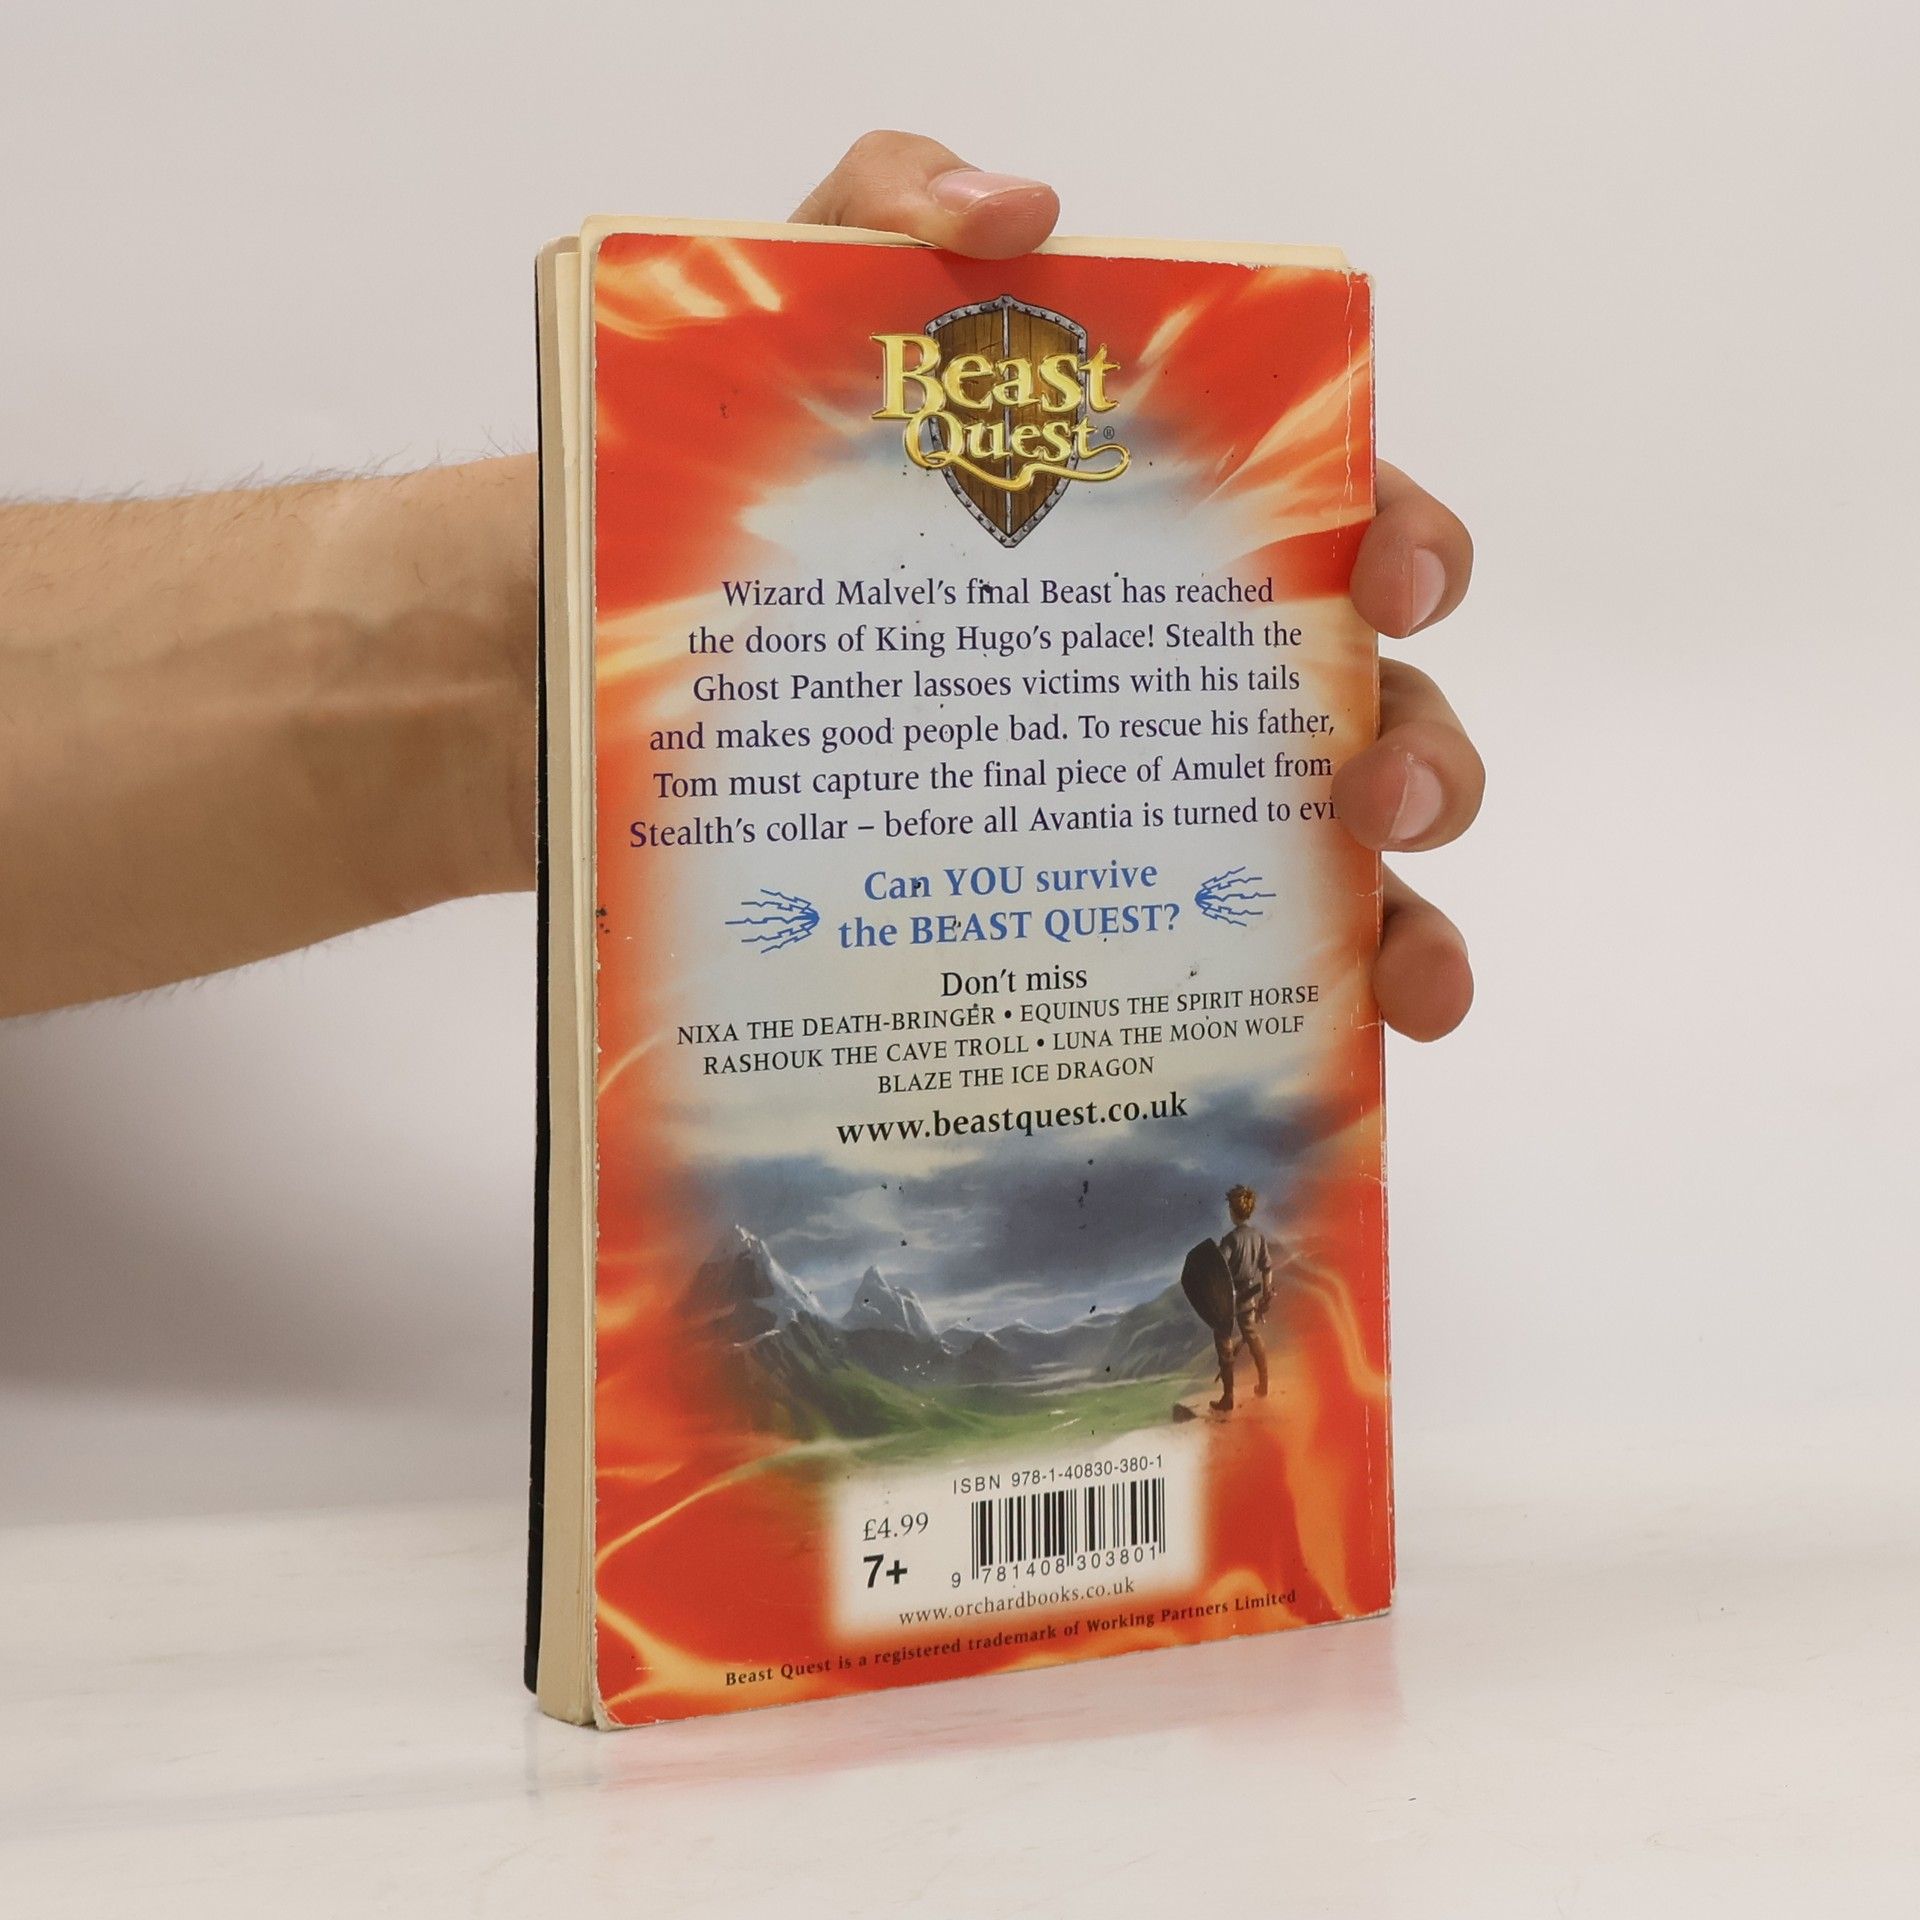 Beast
Quest®
Wizard Malvel's final Beast has reached
the doors of King Hugo's palace! Stealth the
Ghost Panther lassoes victims with his tails
and makes good people bad. To rescue his father,
Tom must capture the final piece of Amulet from
Stealth's collar – before all Avantia is turned to evi
Can YOU survive
the BEAST QUEST?
Don't miss
NIXA THE DEATH-BRINGER • EQUINUS THE SPIRIT HORSE
RASHOUK THE CAVE TROLL • LUNA THE MOON WOLF
BLAZE THE ICE DRAGON
www.beastquest.co.uk
ISBN 978-1-40830-380-1
£4.99
7+
9 781408 303801
www.orchardbooks.co.uk
Beast Quest is a registered trademark of Working Partners Limited